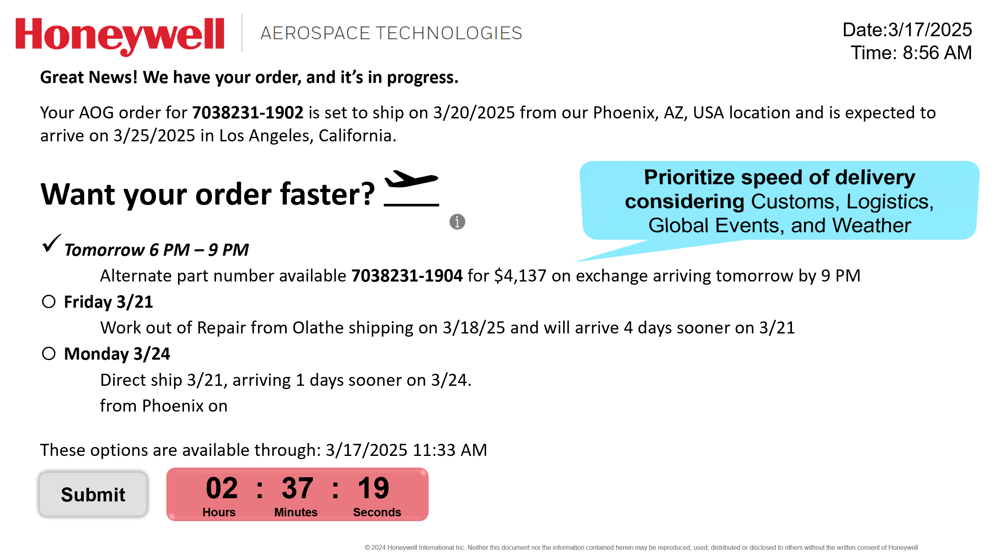 Honeywell
AEROSPACE TECHNOLOGIES
Date:3/17/2025
Time: 8:56 AM
Great News! We have your order, and it’s in progress.
Your AOG order for 7038231-1902 is set to ship on 3/20/2025 from our Phoenix, AZ, USA location and is expected to
arrive on 3/25/2025 in Los Angeles, California.
Want your order faster?
i
Prioritize speed of delivery
considering Customs, Logistics,
Global Events, and Weather
Tomorrow 6 PM – 9 PM
Alternate part number available 7038231-1904 for $4,137 on exchange arriving tomorrow by 9 PM
Friday 3/21
Work out of Repair from Olathe shipping on 3/18/25 and will arrive 4 days sooner on 3/21
Monday 3/24
Direct ship 3/21, arriving 1 days sooner on 3/24.
from Phoenix on
These options are available through: 3/17/2025 11:33 AM
Submit
02 : 37 : 19
Hours Minutes Seconds
© 2024 Honeywell International Inc. Neither this document nor the information contained herein may be reproduced, used, distributed or disclosed to others without the written consent of Honeywell